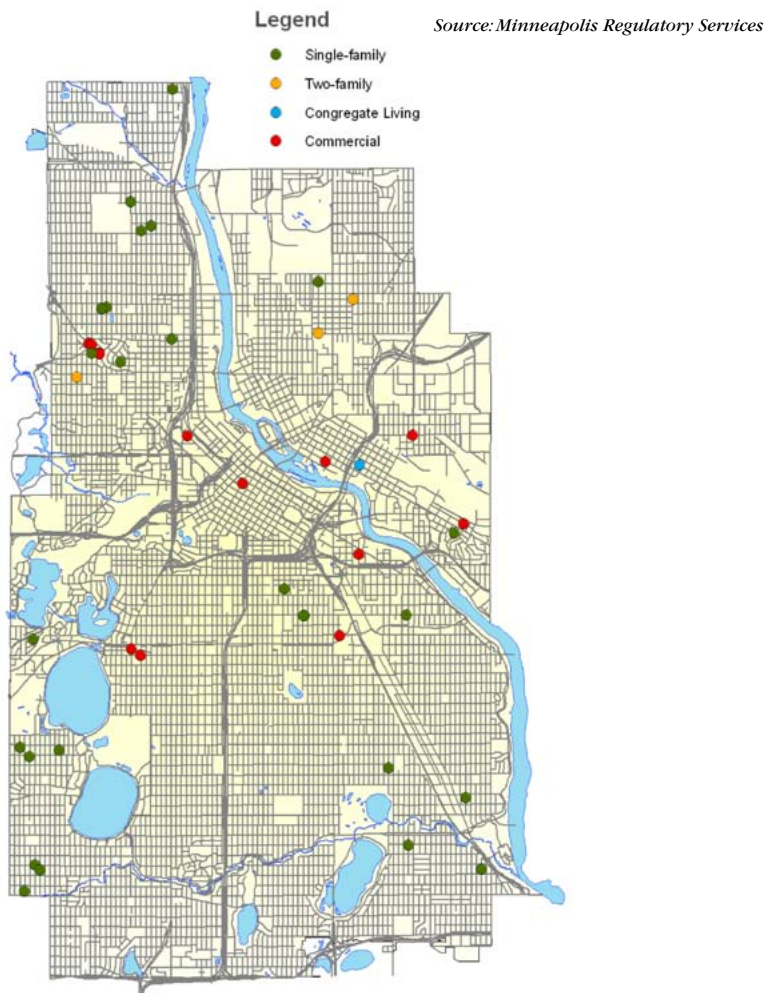 Legend
Source: Minneapolis Regulatory Services
Single-family
Two-family
Congregate Living
Commercial